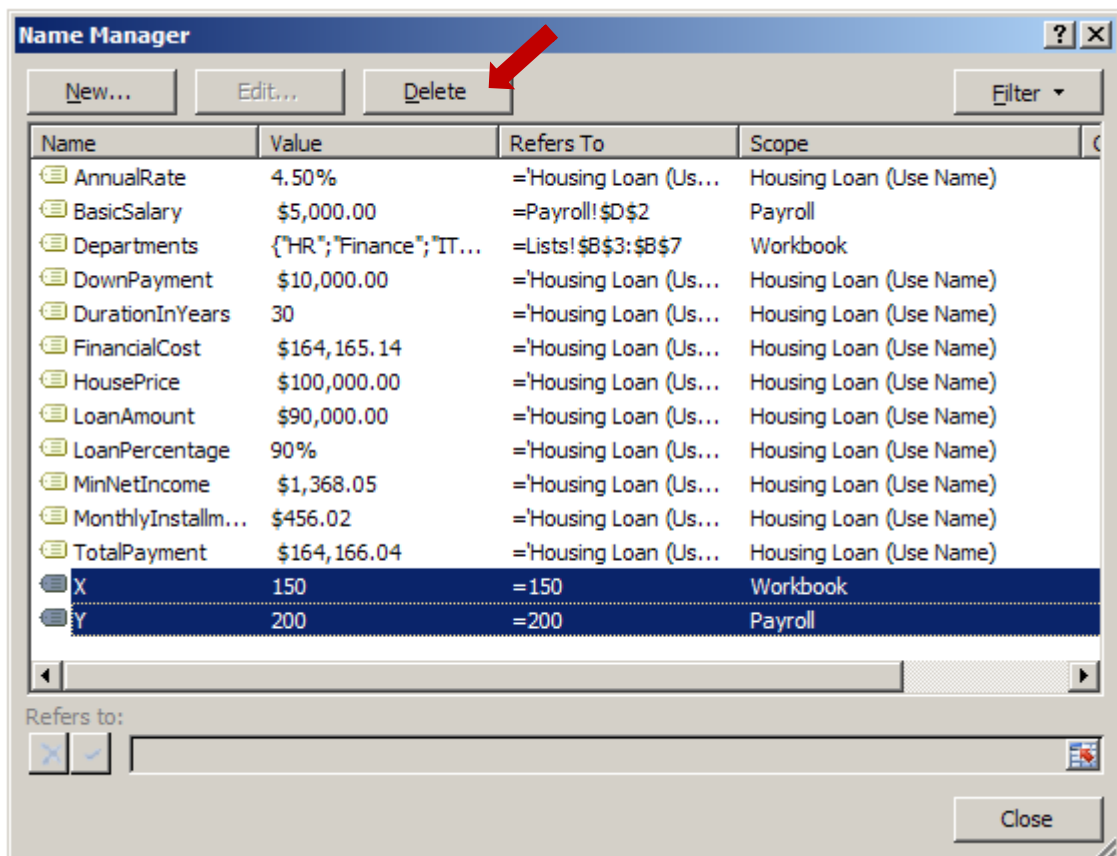 Name Manager
?
New... Edit... Delete Filter
Name Value Refers To Scope C
AnnualRate 4.50% ='Housing Loan (Us... Housing Loan (Use Name)
BasicSalary $5,000.00 =Payroll!$D$2 Payroll
Departments {"HR";"Finance";"IT... =Lists!$B$3:$B$7 Workbook
DownPayment $10,000.00 ='Housing Loan (Us... Housing Loan (Use Name)
DurationInYears 30 ='Housing Loan (Us... Housing Loan (Use Name)
FinancialCost $164,165.14 ='Housing Loan (Us... Housing Loan (Use Name)
HousePrice $100,000.00 ='Housing Loan (Us... Housing Loan (Use Name)
LoanAmount $90,000.00 ='Housing Loan (Us... Housing Loan (Use Name)
LoanPercentage 90% ='Housing Loan (Us... Housing Loan (Use Name)
MinNetIncome $1,368.05 ='Housing Loan (Us... Housing Loan (Use Name)
MonthlyInstallm... $456.02 ='Housing Loan (Us... Housing Loan (Use Name)
TotalPayment $164,166.04 ='Housing Loan (Us... Housing Loan (Use Name)
X 150 =150 Workbook
Y 200 =200 Payroll
Refers to:
Close